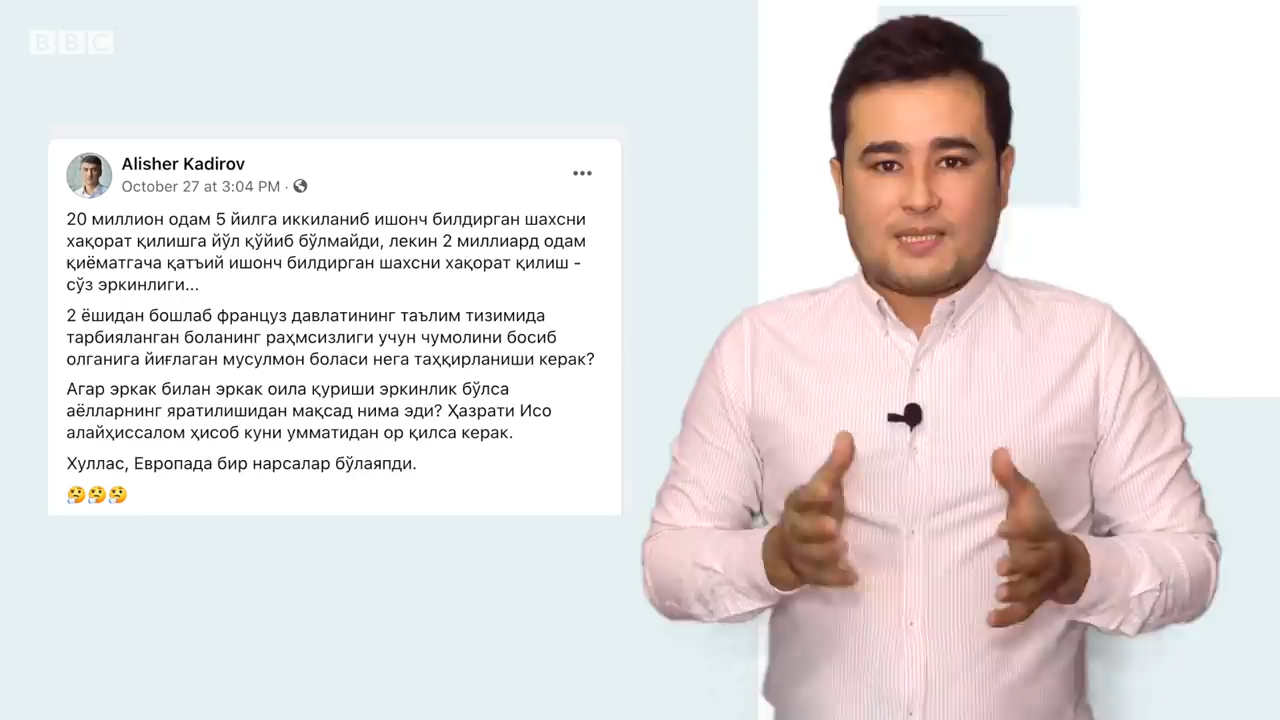 BBC
Alisher Kadirov
October 27 at 3:04 PM ·
20 миллион одам 5 йилга иккиланиб ишонч билдирган шахсни
хақорат қилишга йўл қўйиб бўлмайди, лекин 2 миллиард одам
қиёматгача қатъий ишонч билдирган шахсни хақорат қилиш -
сўз эркинлиги...
2 ёшидан бошлаб француз давлатининг таълим тизимида
тарбияланган боланинг раҳмсизлиги учун чумолини босиб
олганига йиғлаган мусулмон боласи нега таҳқирланиши керак?
Агар эркак билан эркак оила қуриши эркинлик бўлса
аёлларнинг яратилишидан мақсад нима эди? Ҳазрати Исо
алайҳиссалом ҳисоб куни умматидан ор қилса керак.
Хуллас, Европада бир нарсалар бўлаяпди.